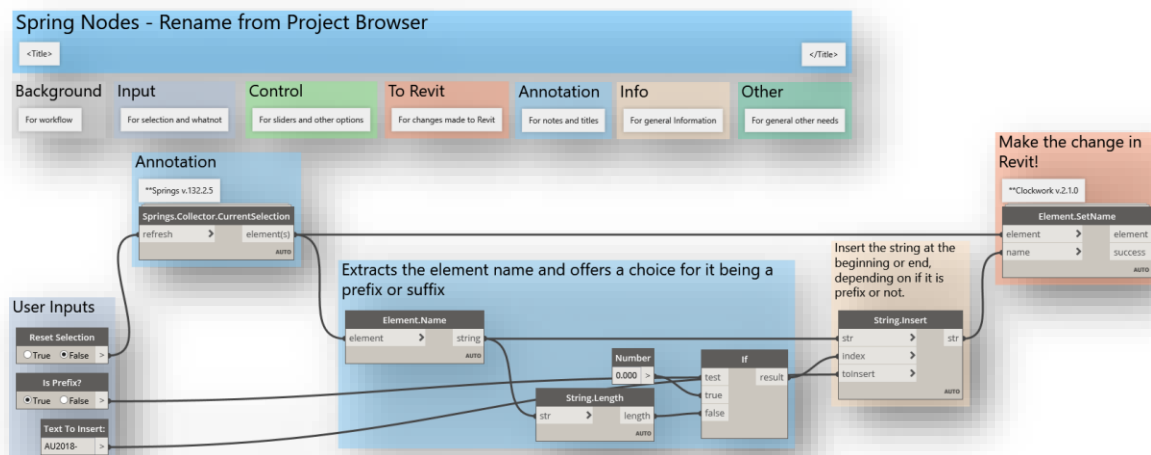 Spring Nodes - Rename from Project Browser
<Title>
</Title>
Background
For workflow
Input
For selection and whatnot
Control
For sliders and other options
To Revit
For changes made to Revit
Annotation
For notes and titles
Info
For general Information
Other
For general other needs
Annotation
**Springs v.132.2.5
Springs.Collector.CurrentSelection
refresh > element(s)
AUTO
Make the change in
Revit!
**Clockwork v.2.1.0
Element.SetName
element > element
name > success
AUTO
User Inputs
Reset Selection
True False >
Is Prefix?
True False >
Text To Insert:
AU2018- >
Extracts the element name and offers a choice for it being a
prefix or suffix
Element.Name
element > string
AUTO
Number
0.000 >
String.Length
str > length
AUTO
If
test result
true
false
AUTO
Insert the string at the
beginning or end,
depending on if it is
prefix or not.
String.Insert
str > str
index >
toInsert >
AUTO